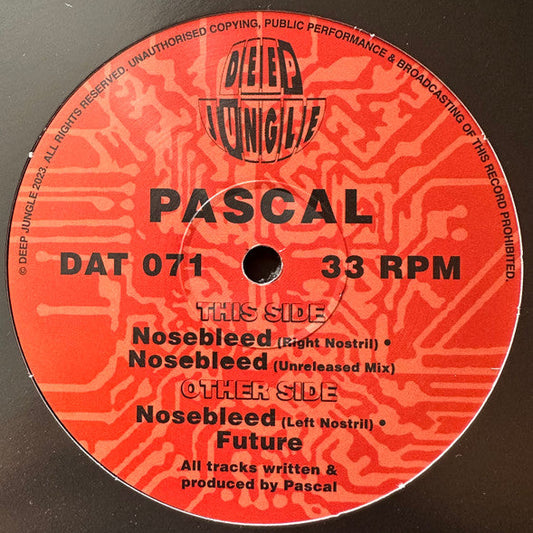 © DEEP JUNGLE 2023. ALL RIGHTS RESERVED. UNAUTHORISED COPYING, PUBLIC PERFORMANCE & BROADCASTING OF THIS RECORD PROHIBITED.
DEEP
JUNGLE
PASCAL
DAT 071 33 RPM
THIS SIDE
Nosebleed (Right Nostril) •
Nosebleed (Unreleased Mix)
OTHER SIDE
Nosebleed (Left Nostril) •
Future
All tracks written &
produced by Pascal